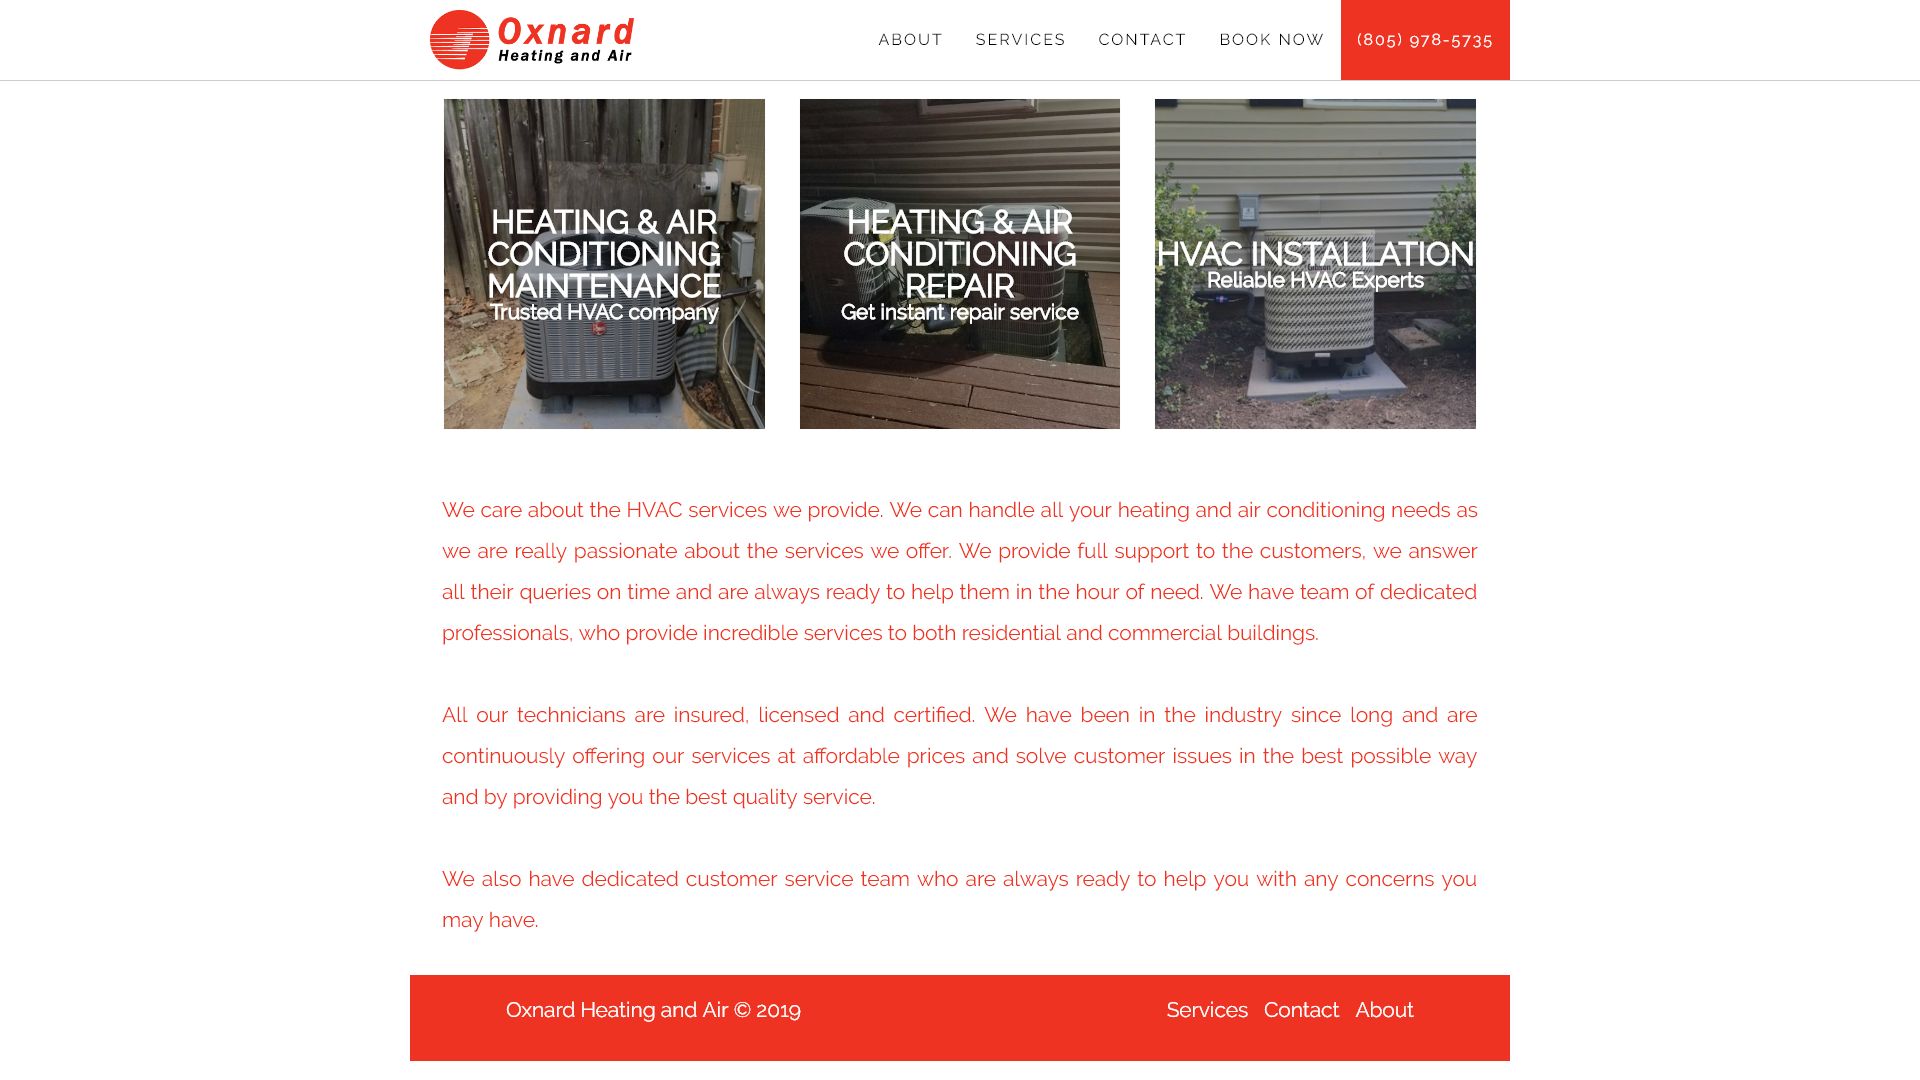 Oxnard
Heating and Air
ABOUT SERVICES CONTACT BOOK NOW (805) 978-5735
HEATING & AIR
CONDITIONING
MAINTENANCE
Trusted HVAC company
HEATING & AIR
CONDITIONING
REPAIR
Get instant repair service
HVAC INSTALLATION
Reliable HVAC Experts
We care about the HVAC services we provide. We can handle all your heating and air conditioning needs as
we are really passionate about the services we offer. We provide full support to the customers, we answer
all their queries on time and are always ready to help them in the hour of need. We have team of dedicated
professionals, who provide incredible services to both residential and commercial buildings.
All our technicians are insured, licensed and certified. We have been in the industry since long and are
continuously offering our services at affordable prices and solve customer issues in the best possible way
and by providing you the best quality service.
We also have dedicated customer service team who are always ready to help you with any concerns you
may have.
Oxnard Heating and Air © 2019
Services Contact About